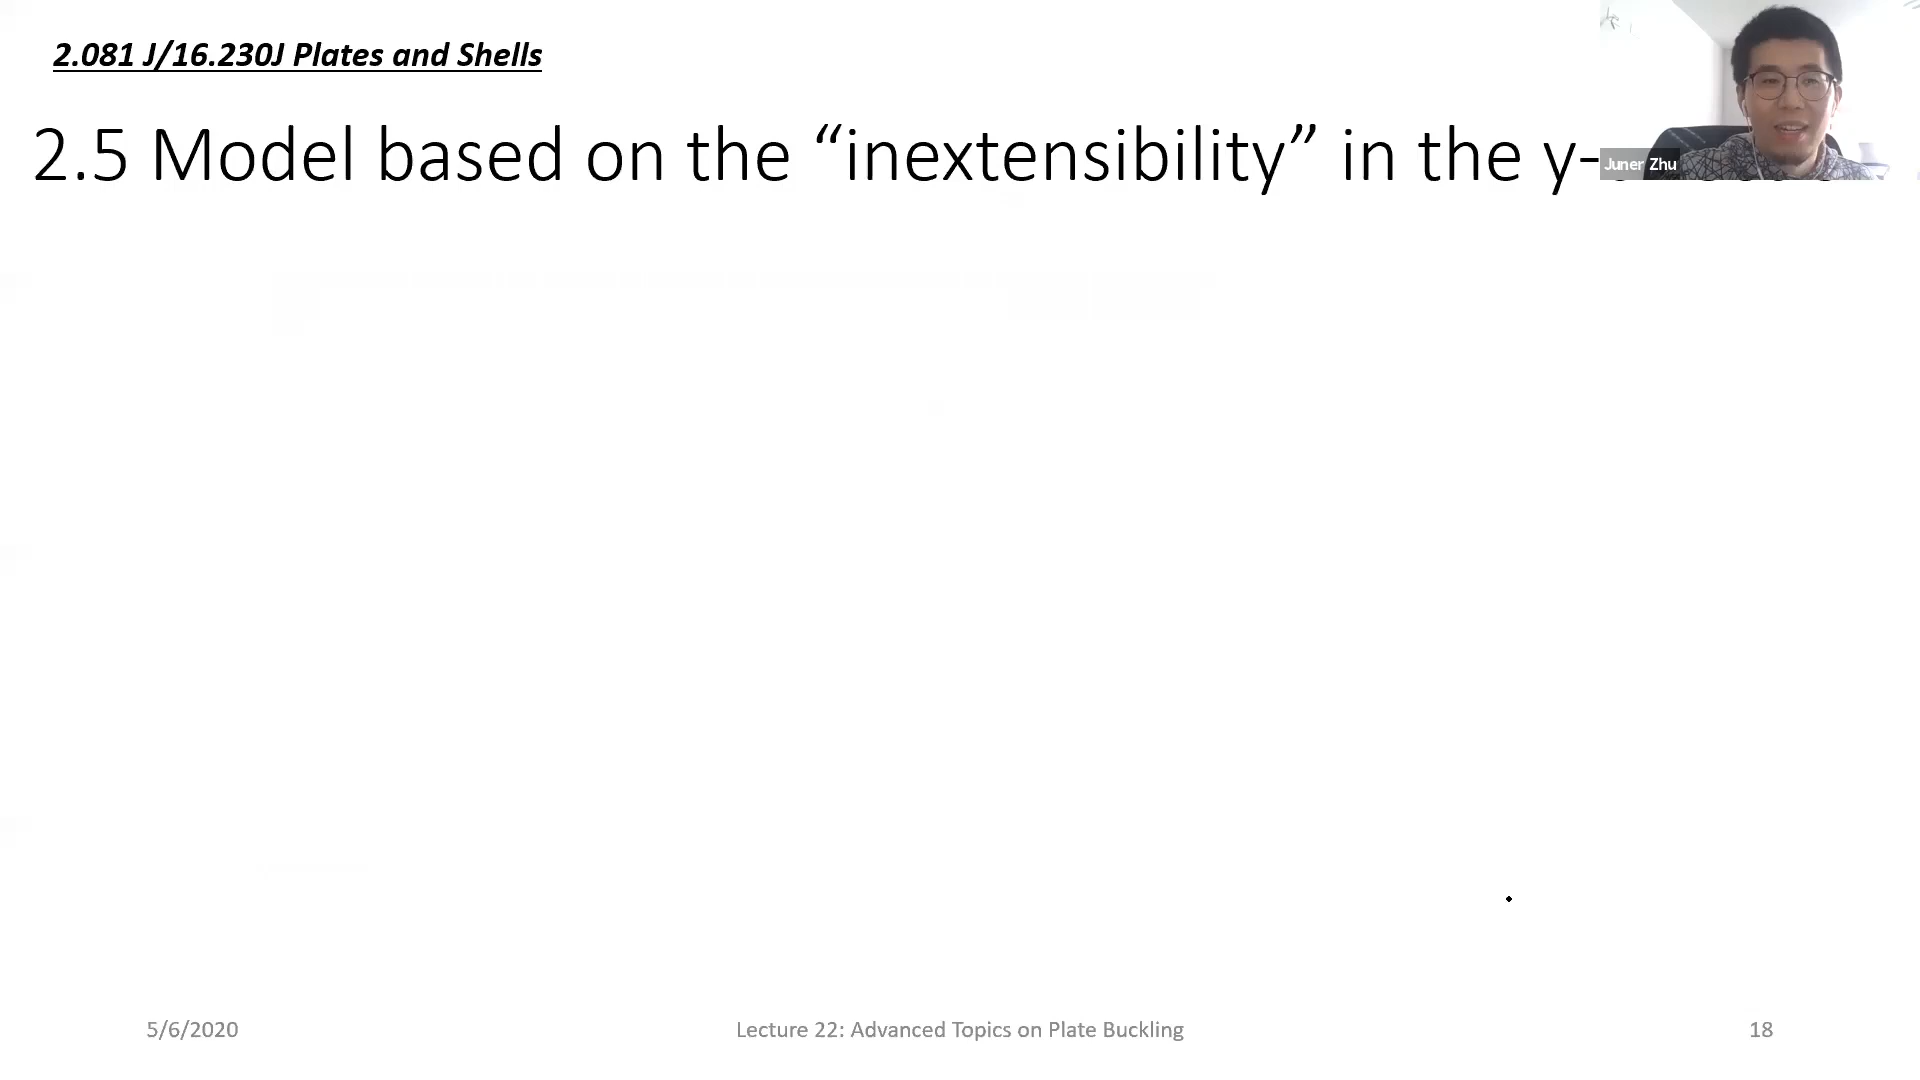 2.081 J/16.230J Plates and Shells
2.5 Model based on the “inextensibility” in the y-
Juner Zhu
5/6/2020
Lecture 22: Advanced Topics on Plate Buckling
18